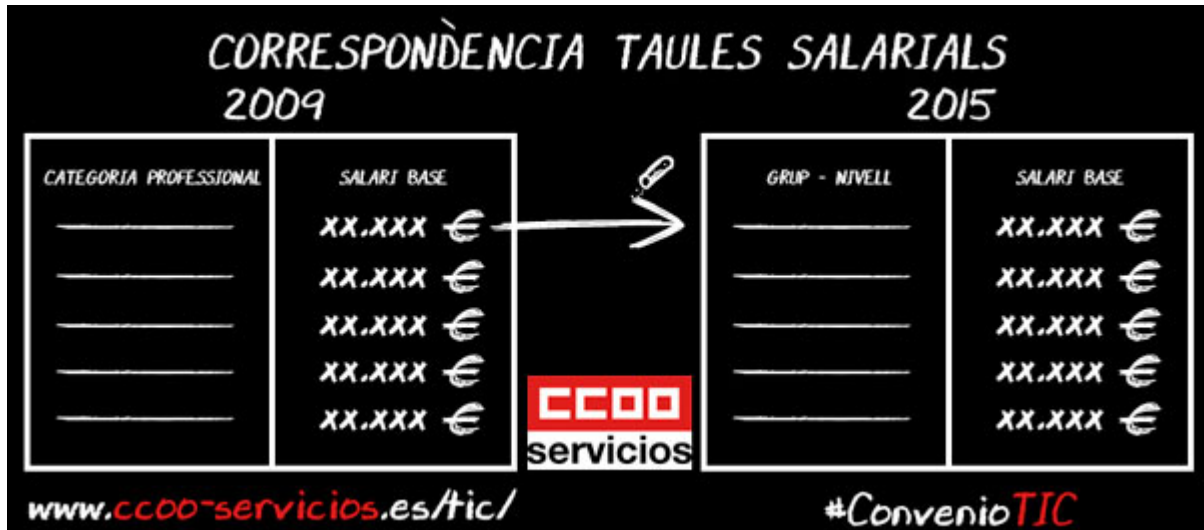 CORRESPONDÈNCIA TAULES SALARIALS
2009
2015
CATEGORIA PROFESSIONAL SALARI BASE
XX.XXX €
XX.XXX €
XX.XXX €
XX.XXX €
XX.XXX €
GRUP - NIVELL SALARI BASE
XX.XXX €
XX.XXX €
XX.XXX €
XX.XXX €
XX.XXX €
CCOO
servicios
www.ccoo-servicios.es/tic/
#ConvenioTIC